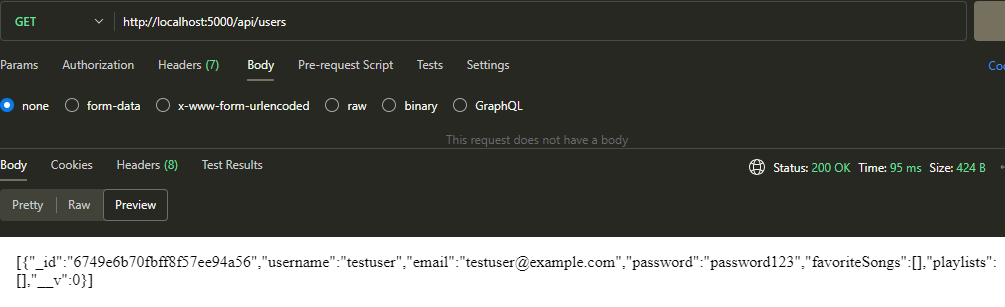 GET http://localhost:5000/api/users
Params Authorization Headers (7) Body Pre-request Script Tests Settings
none form-data x-www-form-urlencoded raw binary GraphQL
This request does not have a body
Body Cookies Headers (8) Test Results Status: 200 OK Time: 95 ms Size: 424 B
Pretty Raw Preview
[{"_id":"6749e6b70fbff8f57ee94a56","username":"testuser","email":"testuser@example.com","password":"password123","favoriteSongs":[],"playlists":
[],"__v":0}]